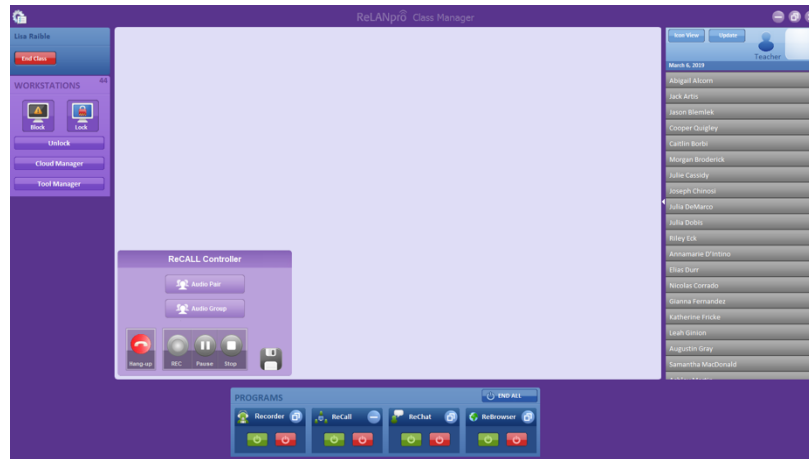 ReLANpro Class Manager
Lisa Raible
End Class
WORKSTATIONS 44
Block Lock
Unlock
Cloud Manager
Tool Manager
ReCALL Controller
Audio Pair
Audio Group
Hang-up REC Pause Stop
PROGRAMS END ALL
Recorder ReCall ReChat ReBrowser
Icon View Update
Teacher
March 6, 2019
Abigail Alcorn
Jack Artis
Jason Blemlek
Cooper Quigley
Caitlin Borbi
Morgan Broderick
Julie Cassidy
Joseph Chinosi
Julia DeMarco
Julia Dobis
Riley Eck
Annamarie D'Intino
Elias Durr
Nicolas Corrado
Gianna Fernandez
Katherine Fricke
Leah Ginion
Augustin Gray
Samantha MacDonald